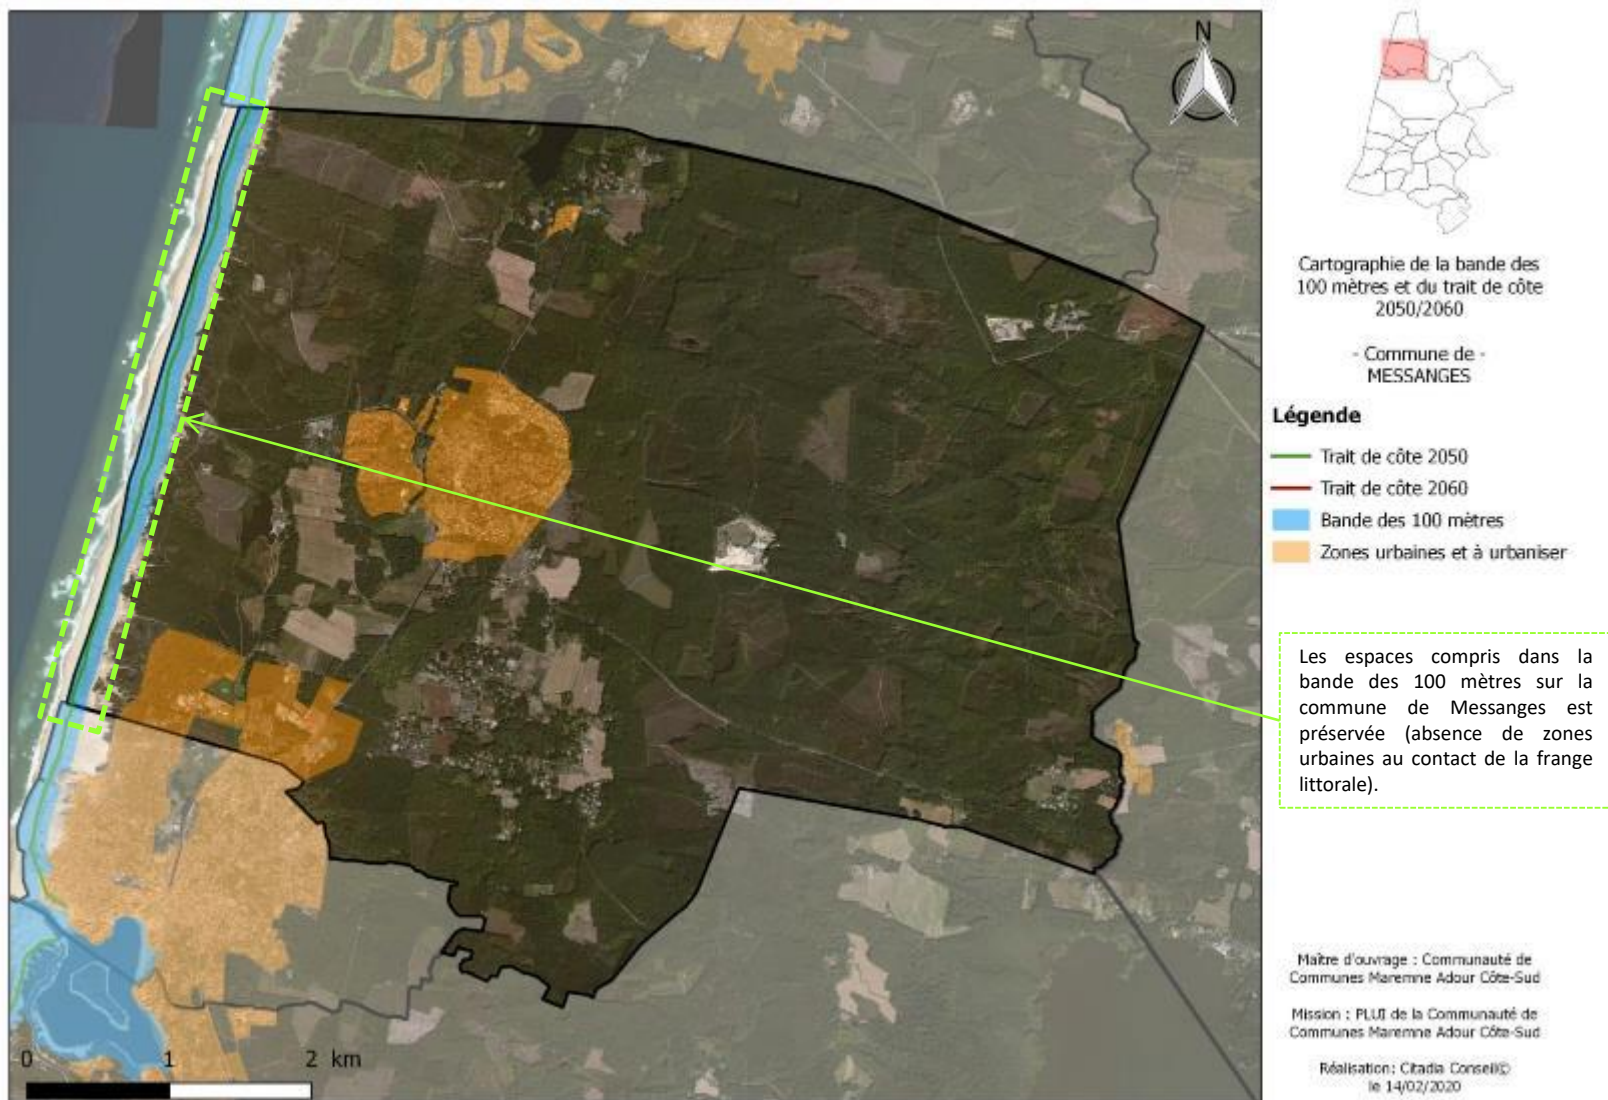 N
Cartographie de la bande des
100 mètres et du trait de côte
2050/2060
- Commune de -
MESSANGES
Légende
Trait de côte 2050
Trait de côte 2060
Bande des 100 mètres
Zones urbaines et à urbaniser
Les espaces compris dans la
bande des 100 mètres sur la
commune de Messanges est
préservée (absence de zones
urbaines au contact de la frange
littorale).
Maître d'ouvrage : Communauté de
Communes Maremne Adour Côte-Sud
Mission : PLUI de la Communauté de
Communes Maremne Adour Côte-Sud
Réalisation: Citadia Conseil©
le 14/02/2020
0 1 2 km